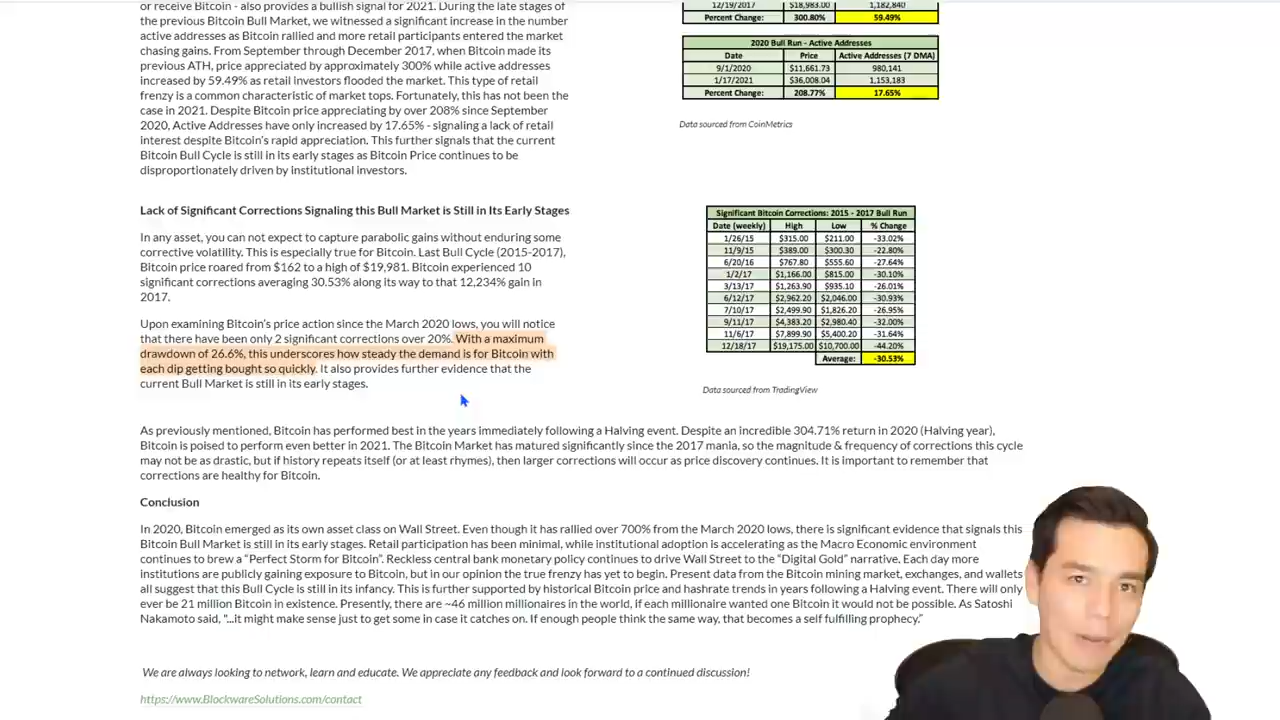 or receive Bitcoin - also provides a bullish signal for 2021. During the late stages of
the previous Bitcoin Bull Market, we witnessed a significant increase in the number
active addresses as Bitcoin rallied and more retail participants entered the market
chasing gains. From September through December 2017, when Bitcoin made its
previous ATH, price appreciated by approximately 300% while active addresses
increased by 59.49% as retail investors flooded the market. This type of retail
frenzy is a common characteristic of market tops. Fortunately, this has not been the
case in 2021. Despite Bitcoin price appreciating by over 208% since September
2020, Active Addresses have only increased by 17.65% - signaling a lack of retail
interest despite Bitcoin's rapid appreciation. This further signals that the current
Bitcoin Bull Cycle is still in its early stages as Bitcoin Price continues to be
disproportionately driven by institutional investors.
12/19/2017 $18,983.00 1,182,840
Percent Change: 300.80% 59.49%
2020 Bull Run - Active Addresses
Date Price Active Addresses (7 DMA)
9/1/2020 $11,661.73 980,141
1/17/2021 $36,008.04 1,153,183
Percent Change: 208.77% 17.65%
Data sourced from CoinMetrics
Lack of Significant Corrections Signaling this Bull Market is Still in Its Early Stages
In any asset, you can not expect to capture parabolic gains without enduring some
corrective volatility. This is especially true for Bitcoin. Last Bull Cycle (2015-2017),
Bitcoin price roared from $162 to a high of $19,981. Bitcoin experienced 10
significant corrections averaging 30.53% along its way to that 12,234% gain in
2017.
Upon examining Bitcoin's price action since the March 2020 lows, you will notice
that there have been only 2 significant corrections over 20%. With a maximum
drawdown of 26.6%, this underscores how steady the demand is for Bitcoin with
each dip getting bought so quickly. It also provides further evidence that the
current Bull Market is still in its early stages.
Significant Bitcoin Corrections: 2015 - 2017 Bull Run
Date (weekly) High Low % Change
1/26/15 $315.00 $211.00 -33.02%
11/9/15 $389.00 $300.30 -22.80%
6/20/16 $767.80 $555.60 -27.64%
1/2/17 $1,166.00 $815.00 -30.10%
3/13/17 $1,263.90 $935.10 -26.01%
6/12/17 $2,962.20 $2,046.00 -30.93%
7/10/17 $2,499.90 $1,826.20 -26.95%
9/11/17 $4,383.20 $2,980.40 -32.00%
11/6/17 $7,899.90 $5,400.20 -31.64%
12/18/17 $19,175.00 $10,700.00 -44.20%
Average: -30.53%
Data sourced from TradingView
As previously mentioned, Bitcoin has performed best in the years immediately following a Halving event. Despite an incredible 304.71% return in 2020 (Halving year),
Bitcoin is poised to perform even better in 2021. The Bitcoin Market has matured significantly since the 2017 mania, so the magnitude & frequency of corrections this cycle
may not be as drastic, but if history repeats itself (or at least rhymes), then larger corrections will occur as price discovery continues. It is important to remember that
corrections are healthy for Bitcoin.
Conclusion
In 2020, Bitcoin emerged as its own asset class on Wall Street. Even though it has rallied over 700% from the March 2020 lows, there is significant evidence that signals this
Bitcoin Bull Market is still in its early stages. Retail participation has been minimal, while institutional adoption is accelerating as the Macro Economic environment
continues to brew a "Perfect Storm for Bitcoin". Reckless central bank monetary policy continues to drive Wall Street to the "Digital Gold" narrative. Each day more
institutions are publicly gaining exposure to Bitcoin, but in our opinion the true frenzy has yet to begin. Present data from the Bitcoin mining market, exchanges, and wallets
all suggest that this Bull Cycle is still in its infancy. This is further supported by historical Bitcoin price and hashrate trends in years following a Halving event. There will only
ever be 21 million Bitcoin in existence. Presently, there are ~46 million millionaires in the world, if each millionaire wanted one Bitcoin it would not be possible. As Satoshi
Nakamoto said, "...it might make sense just to get some in case it catches on. If enough people think the same way, that becomes a self fulfilling prophecy."
We are always looking to network, learn and educate. We appreciate any feedback and look forward to a continued discussion!
https://www.BlockwareSolutions.com/contact